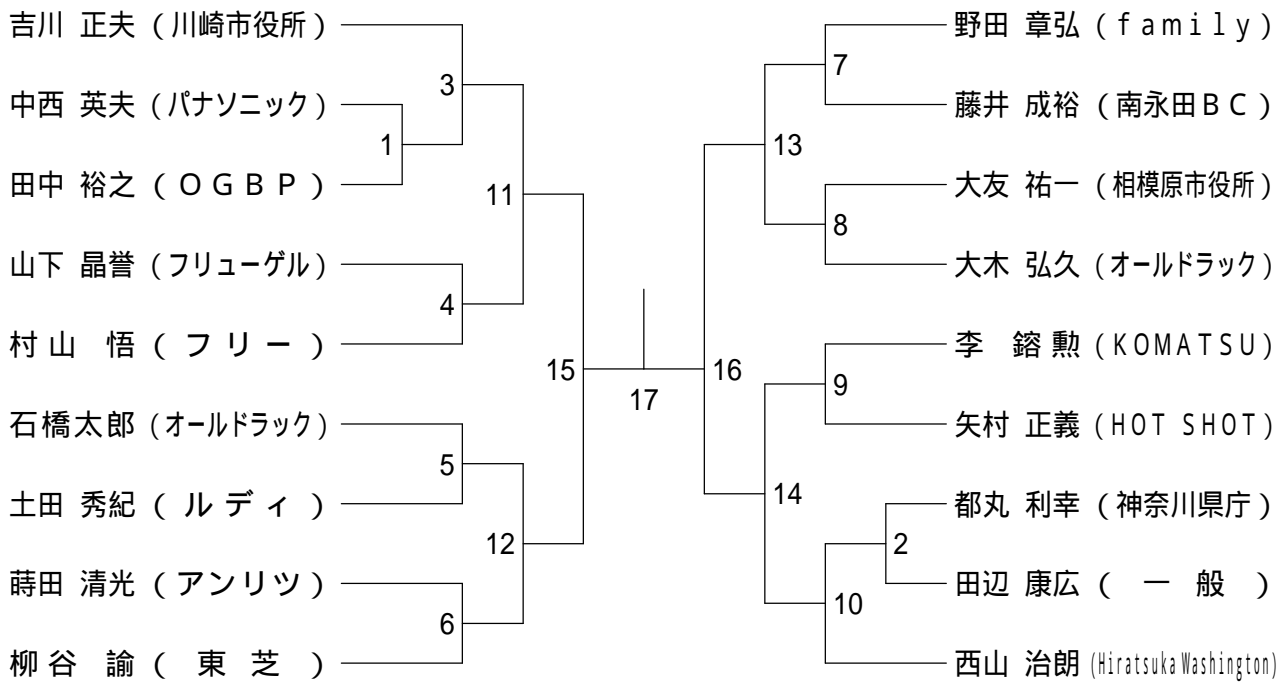 吉川 正夫 (川崎市役所)
中西 英夫 (パナソニック)
田中 裕之 (OGBP)
山下 晶誉 (フリューゲル)
村山 悟 (フリー)
石橋太郎 (オールドラック)
土田 秀紀 (ルディ)
蒔田 清光 (アンリツ)
柳谷 諭 (東芝)
3
1
11
4
15
5
12
6
17
野田 章弘 (family)
藤井 成裕 (南永田BC)
大友 祐一 (相模原市役所)
大木 弘久 (オールドラック)
李 鎔勲 (KOMATSU)
矢村 正義 (HOT SHOT)
都丸 利幸 (神奈川県庁)
田辺 康広 (一般)
西山 治朗 (Hiratsuka Washington)
7
13
8
16
9
14
2
10